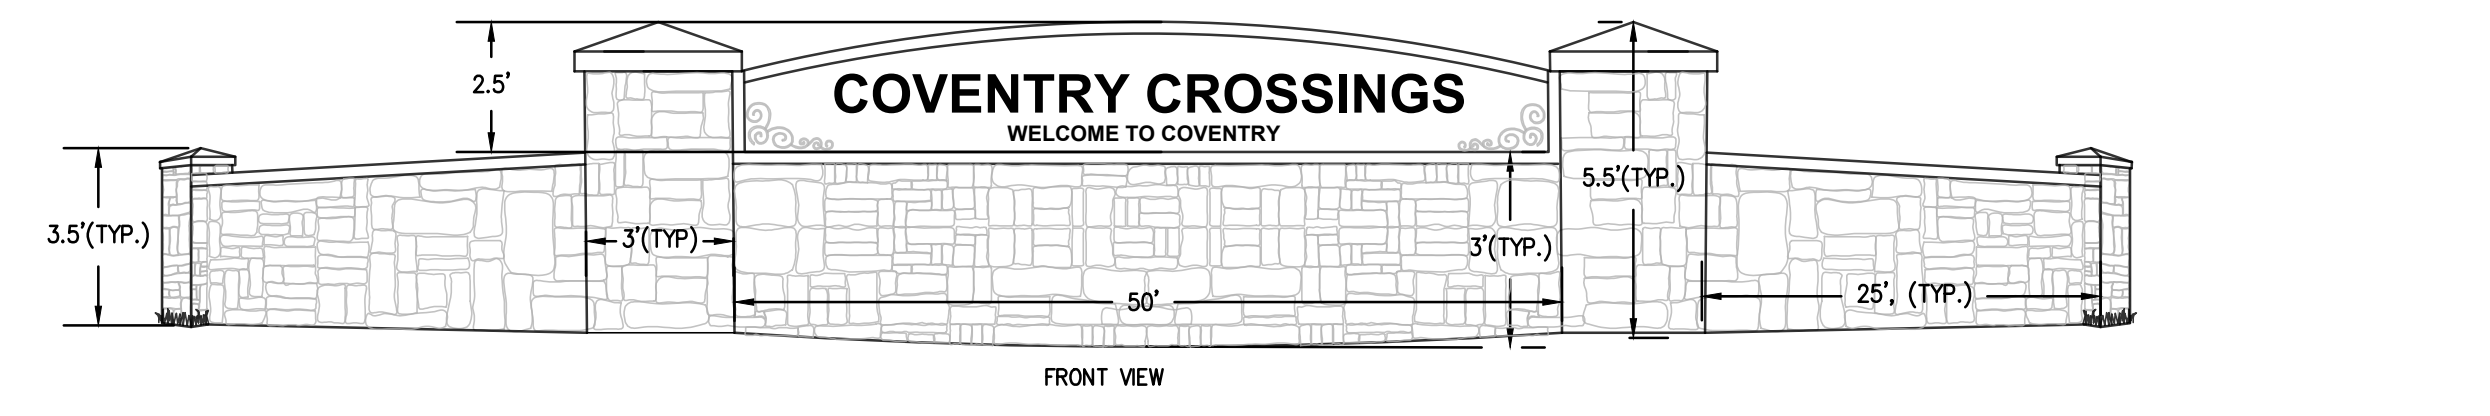 2.5'
COVENTRY CROSSINGS
WELCOME TO COVENTRY
5.5'(TYP.)
3.5'(TYP.)
3'(TYP)
3'(TYP.)
50'
25', (TYP.)
FRONT VIEW